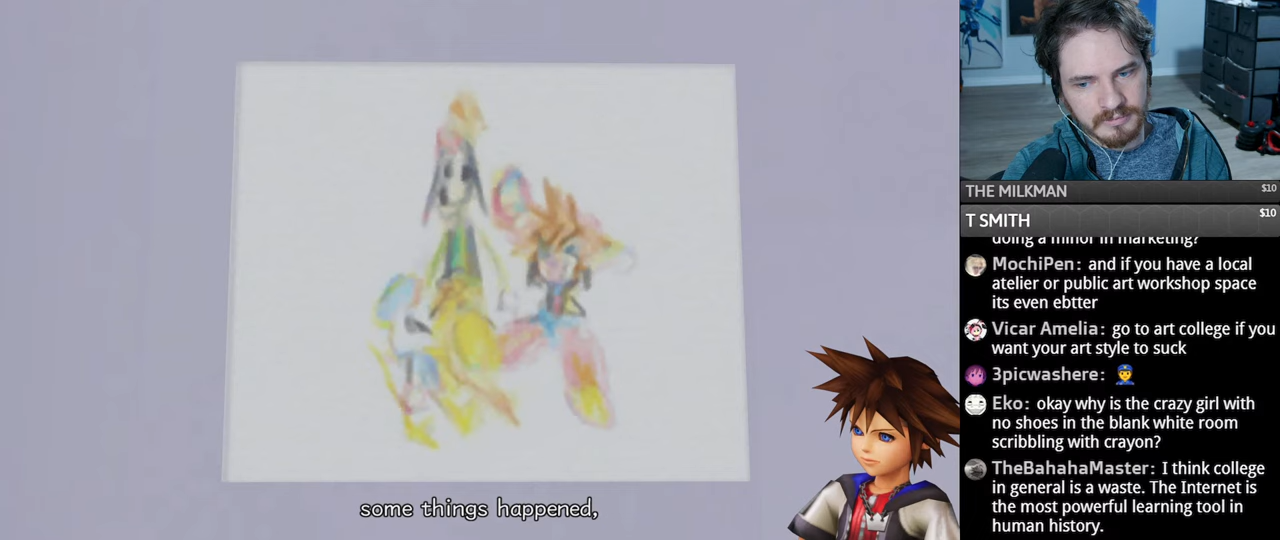 some things happened,
THE MILKMAN
$10
T SMITH
$10
doing a minor in marketing?
MochiPen: and if you have a local
atelier or public art workshop space
its even ebtter
Vicar Amelia: go to art college if you
want your art style to suck
3picwashere: 👮
Eko: okay why is the crazy girl with
no shoes in the blank white room
scribbling with crayon?
TheBahahaMaster: I think college
in general is a waste. The Internet is
the most powerful learning tool in
human history.